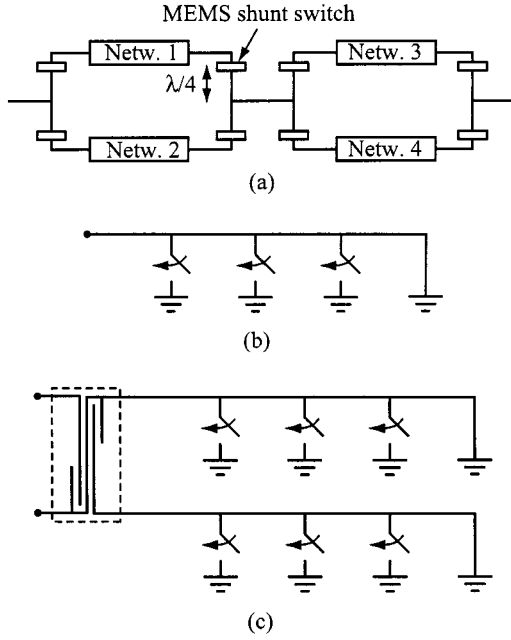 MEMS shunt switch
Netw. 1
Netw. 3
λ/4
Netw. 2
Netw. 4
(a)
(b)
(c)